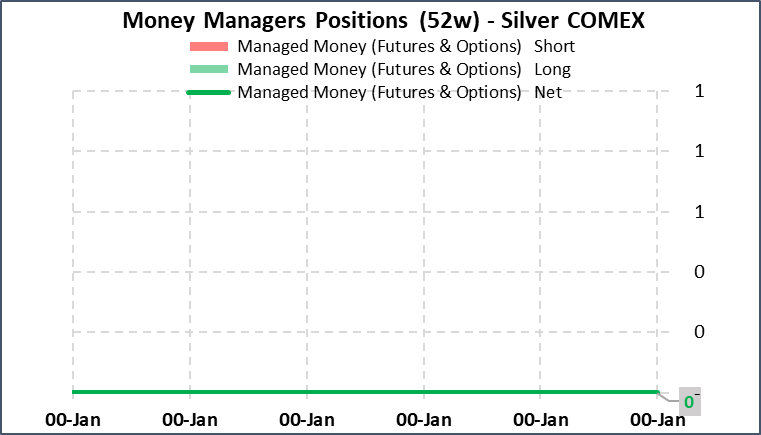 Money Managers Positions (52w) - Silver COMEX
Managed Money (Futures & Options) Short
Managed Money (Futures & Options) Long
Managed Money (Futures & Options) Net
1
1
1
0
0
-
0
00-Jan 00-Jan 00-Jan 00-Jan 00-Jan 00-Jan